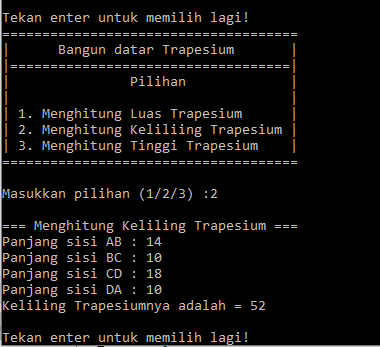 Tekan enter untuk memilih lagi!
=====================================
|      Bangun datar Trapesium       |
|===================================|
|               Pilihan             |
|                                   |
| 1. Menghitung Luas Trapesium      |
| 2. Menghitung Keliliing Trapesium |
| 3. Menghitung Tinggi Trapesium    |
=====================================
Masukkan pilihan (1/2/3) :2
=== Menghitung Keliling Trapesium ===
Panjang sisi AB : 14
Panjang sisi BC : 10
Panjang sisi CD : 18
Panjang sisi DA : 10
Keliling Trapesiumnya adalah = 52
Tekan enter untuk memilih lagi!